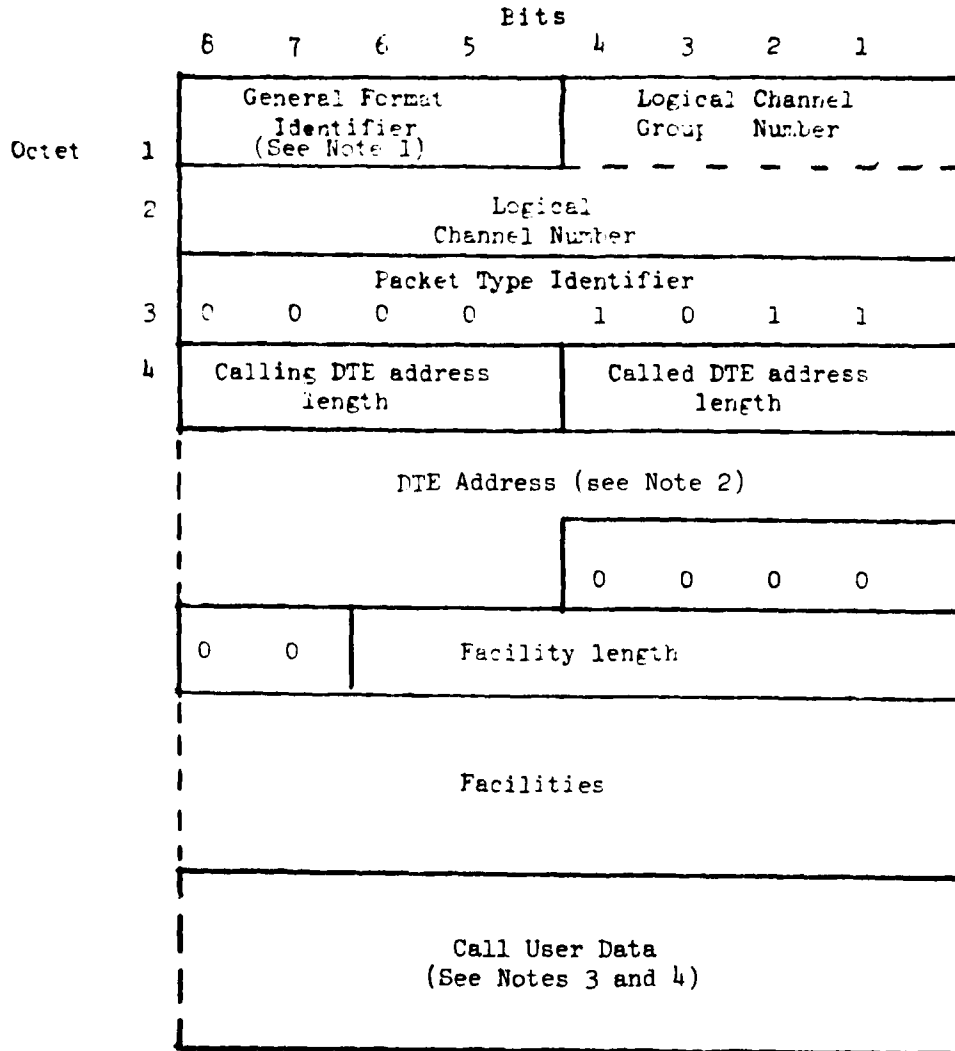 Bits
8 7 6 5 4 3 2 1
General Format Logical Channel
Identifier Group Number
Octet 1 (See Note 1)
2 Logical
Channel Number
Packet Type Identifier
3 0 0 0 0 1 0 1 1
4 Calling DTE address Called DTE address
length length
DTE Address (see Note 2)
0 0 0 0
0 0 Facility length
Facilities
Call User Data
(See Notes 3 and 4)